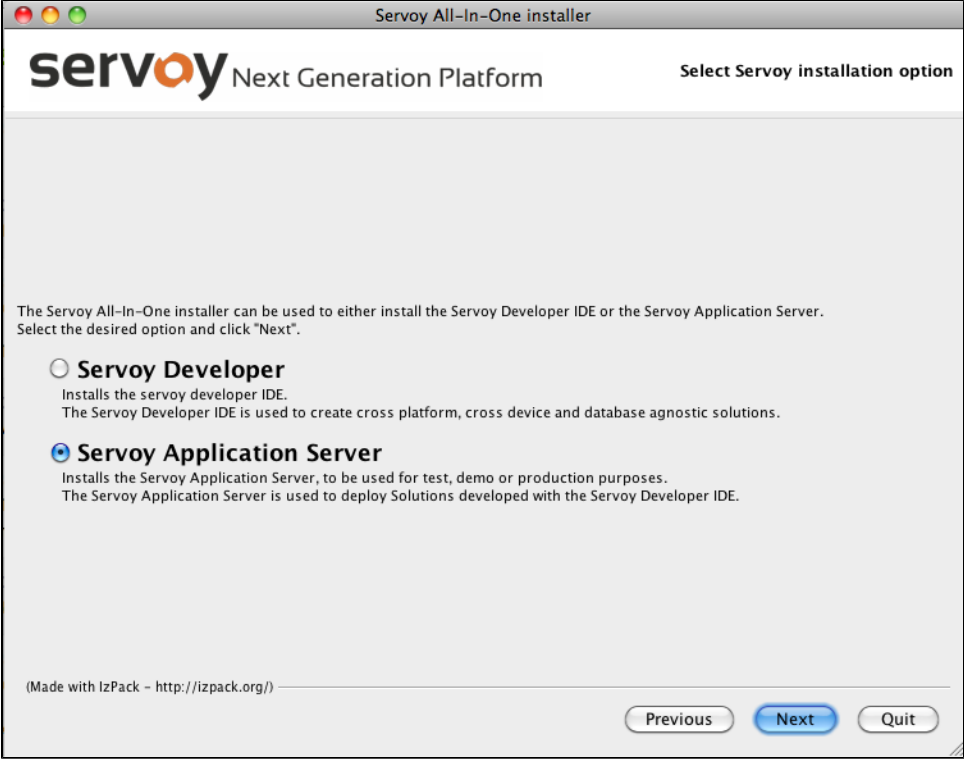 Servoy All-In-One installer
servoy Next Generation Platform
Select Servoy installation option
The Servoy All-In-One installer can be used to either install the Servoy Developer IDE or the Servoy Application Server.
Select the desired option and click "Next".
Servoy Developer
Installs the servoy developer IDE.
The Servoy Developer IDE is used to create cross platform, cross device and database agnostic solutions.
Servoy Application Server
Installs the Servoy Application Server, to be used for test, demo or production purposes.
The Servoy Application Server is used to deploy Solutions developed with the Servoy Developer IDE.
(Made with IzPack - http://izpack.org/)
Previous
Next
Quit